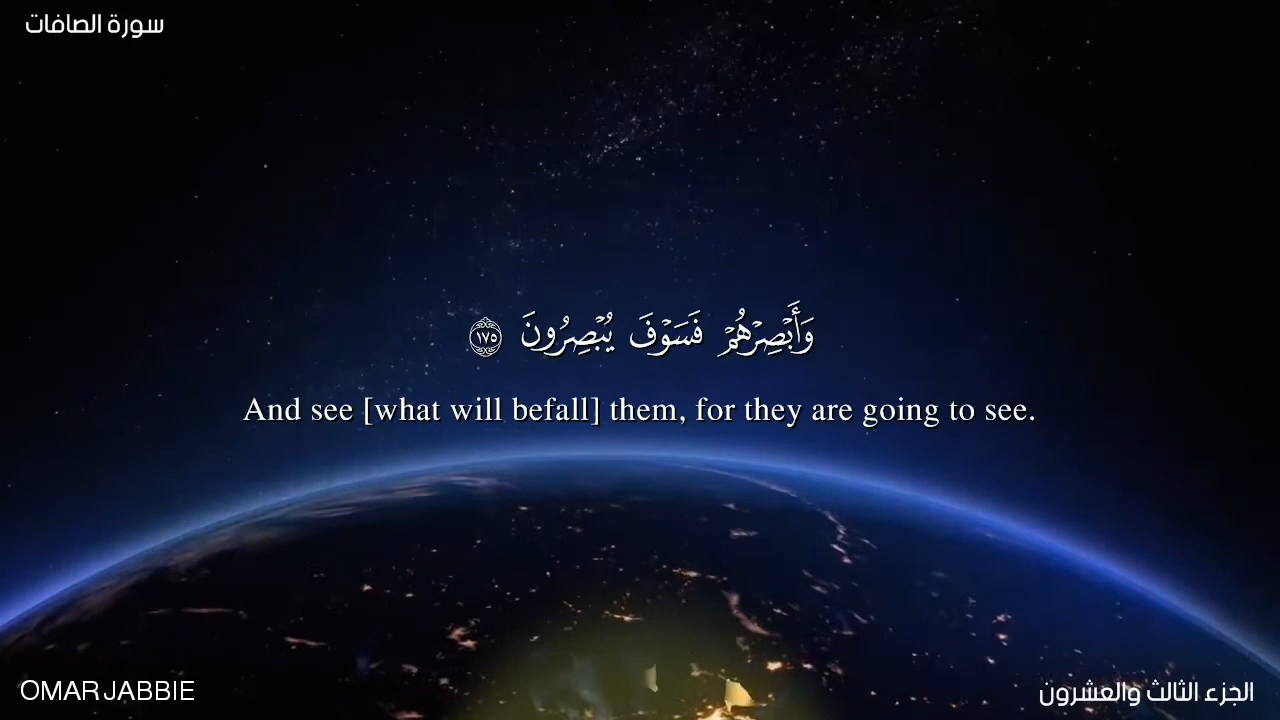 سورة الصافات
وَأَبْصِرْهُمْ فَسَوْفَ يُبْصِرُونَ ١٧٥
And see [what will befall] them, for they are going to see.
OMAR JABBIE
الجزء الثالث والعشرون